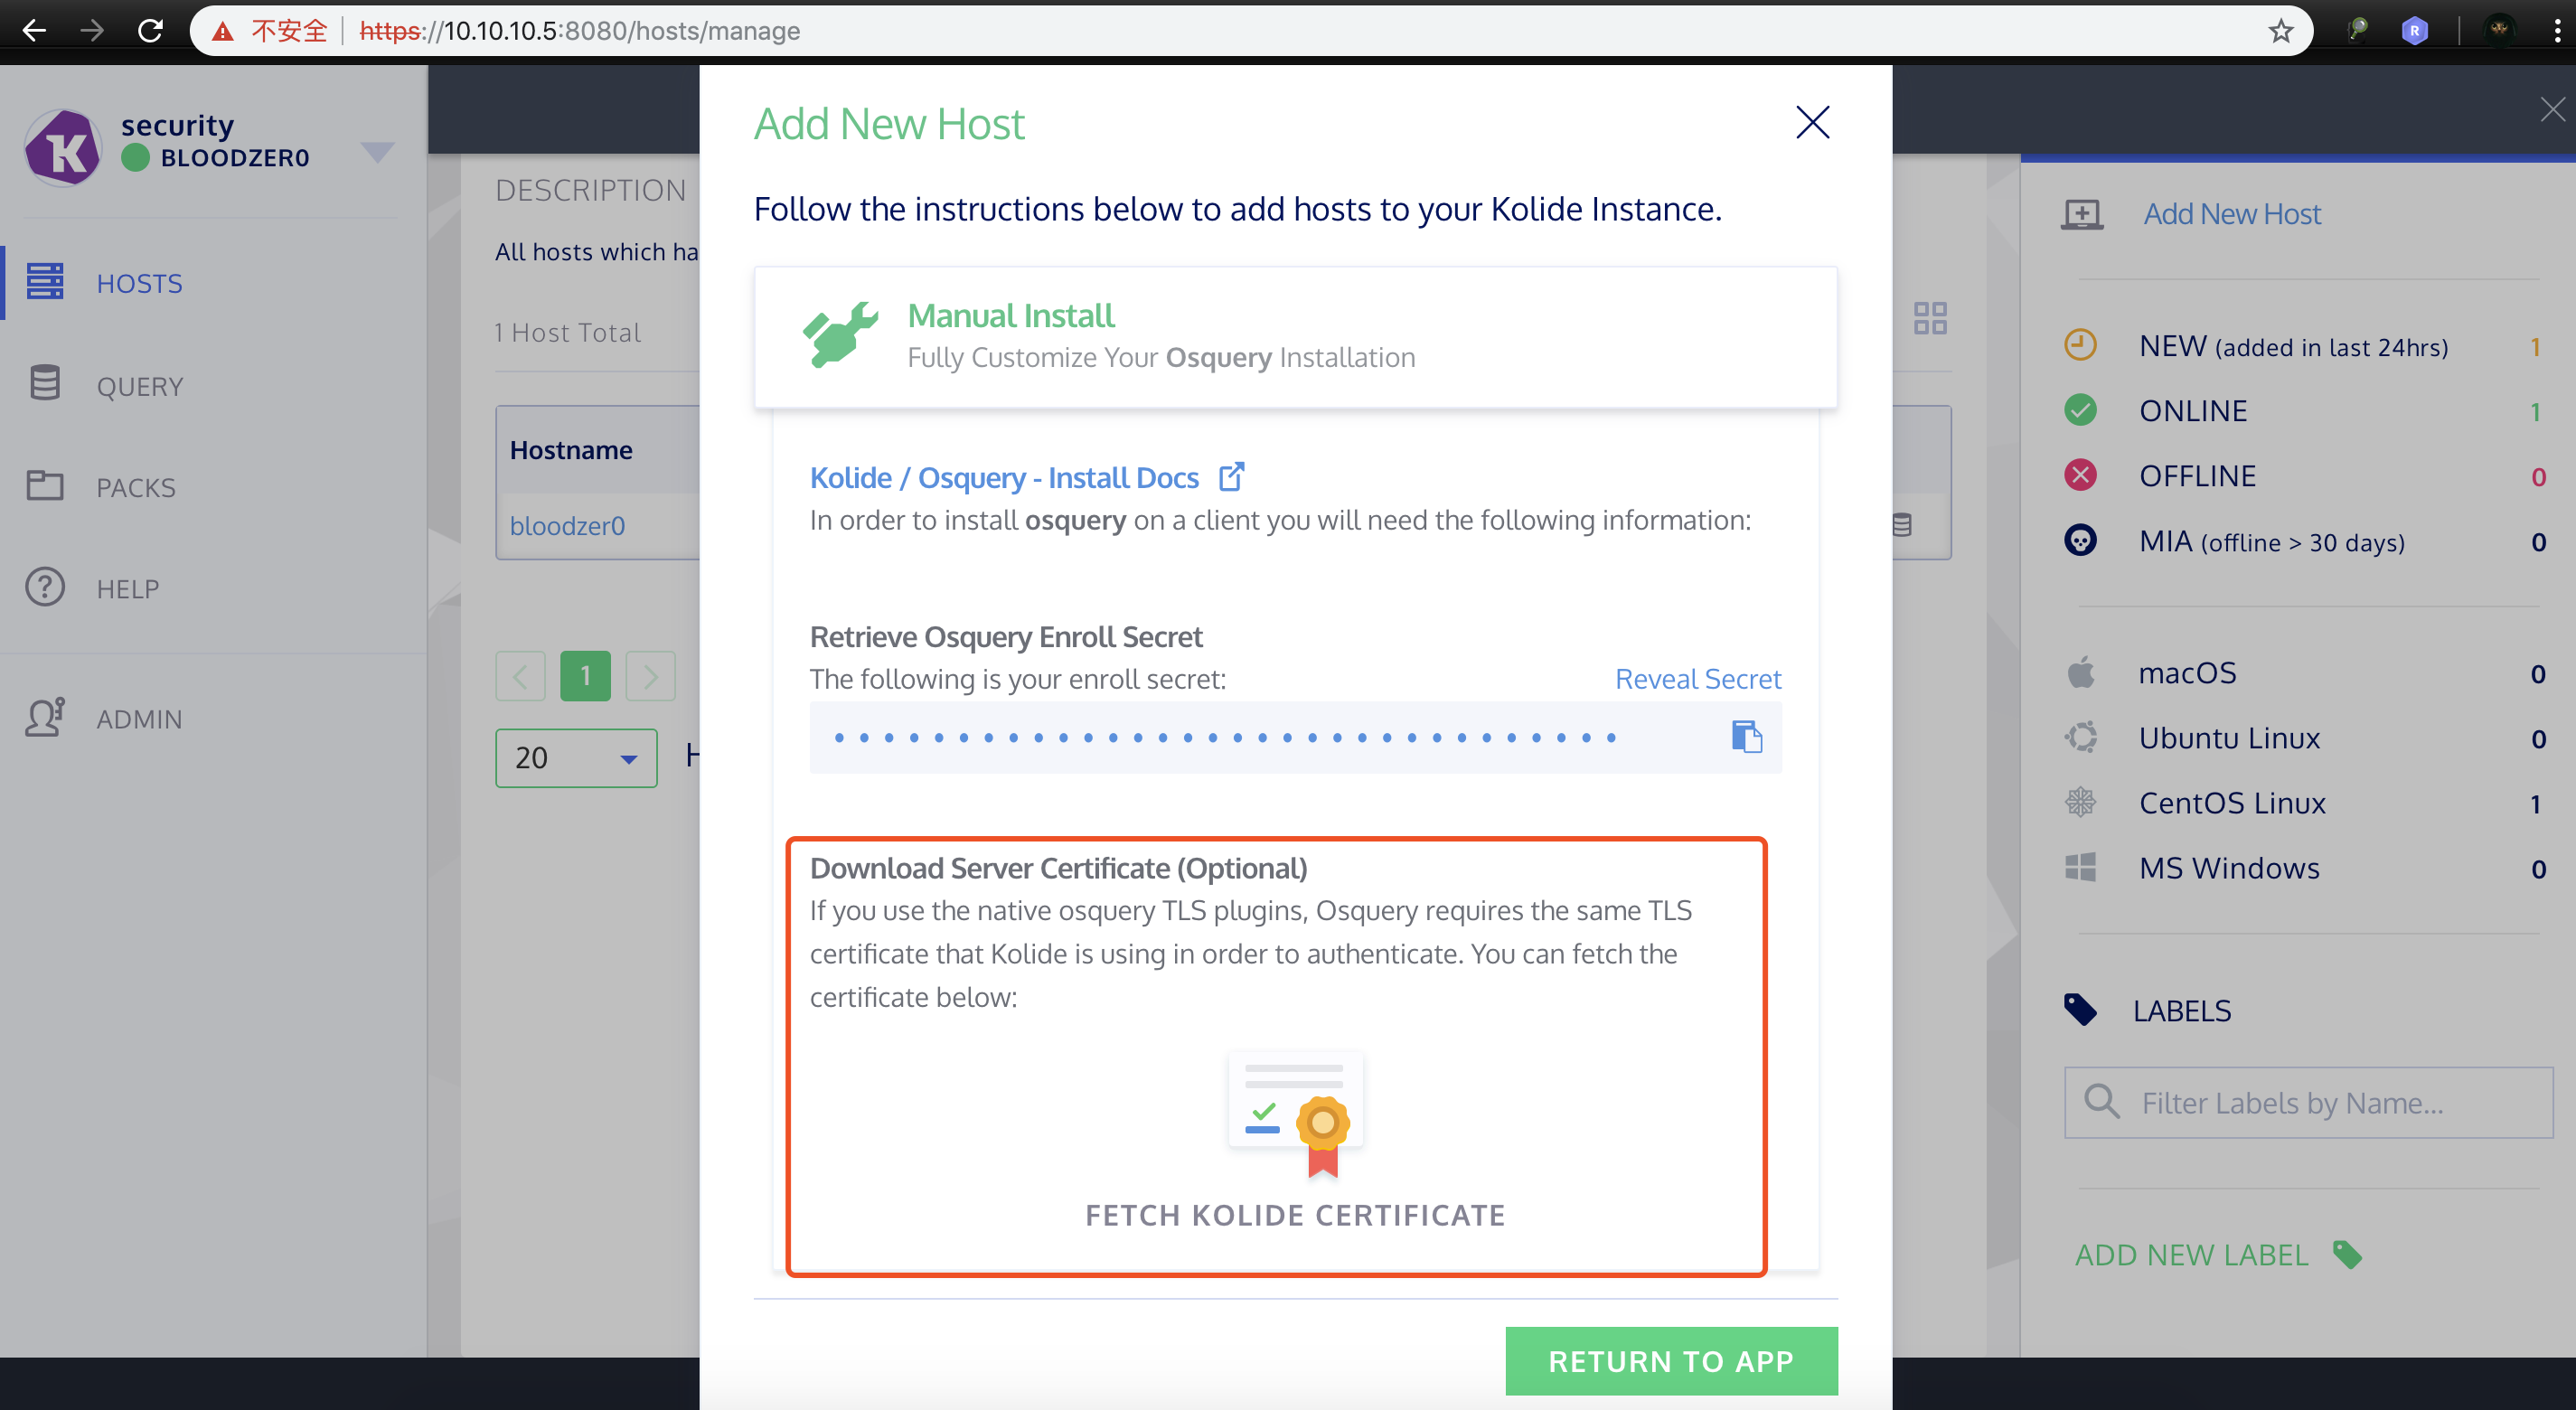 不安全 https://10.10.10.5:8080/hosts/manage
security
BLOODZER0
HOSTS
QUERY
PACKS
HELP
ADMIN
DESCRIPTION
All hosts which ha
1 Host Total
Hostname
bloodzer0
1
20
H
Add New Host
Follow the instructions below to add hosts to your Kolide Instance.
Manual Install
Fully Customize Your Osquery Installation
Kolide / Osquery - Install Docs
In order to install osquery on a client you will need the following information:
Retrieve Osquery Enroll Secret
The following is your enroll secret: Reveal Secret
Download Server Certificate (Optional)
If you use the native osquery TLS plugins, Osquery requires the same TLS
certificate that Kolide is using in order to authenticate. You can fetch the
certificate below:
FETCH KOLIDE CERTIFICATE
RETURN TO APP
Add New Host
NEW (added in last 24hrs) 1
ONLINE 1
OFFLINE 0
MIA (offline > 30 days) 0
macOS 0
Ubuntu Linux 0
CentOS Linux 1
MS Windows 0
LABELS
Filter Labels by Name...
ADD NEW LABEL